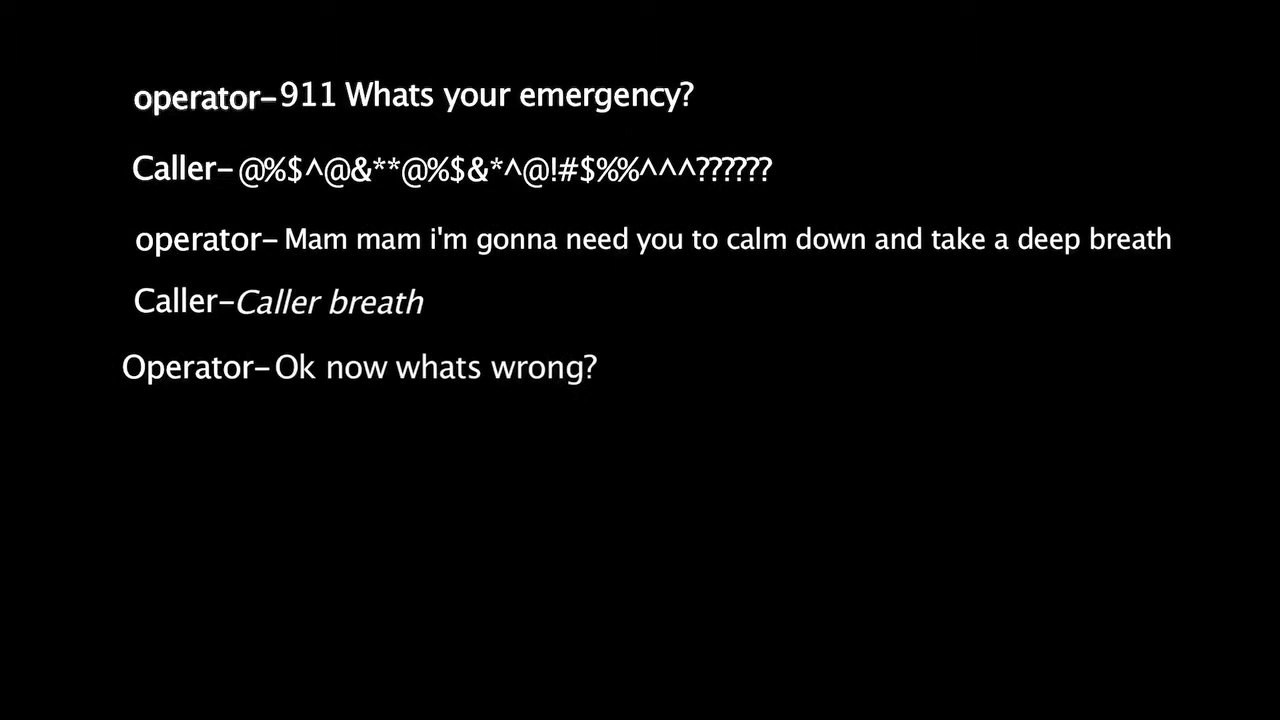 operator-911 Whats your emergency?
Caller-@%$^@&**@%$&*^@!#$%%^^^??????
operator- Mam mam i'm gonna need you to calm down and take a deep breath
Caller-Caller breath
Operator-Ok now whats wrong?